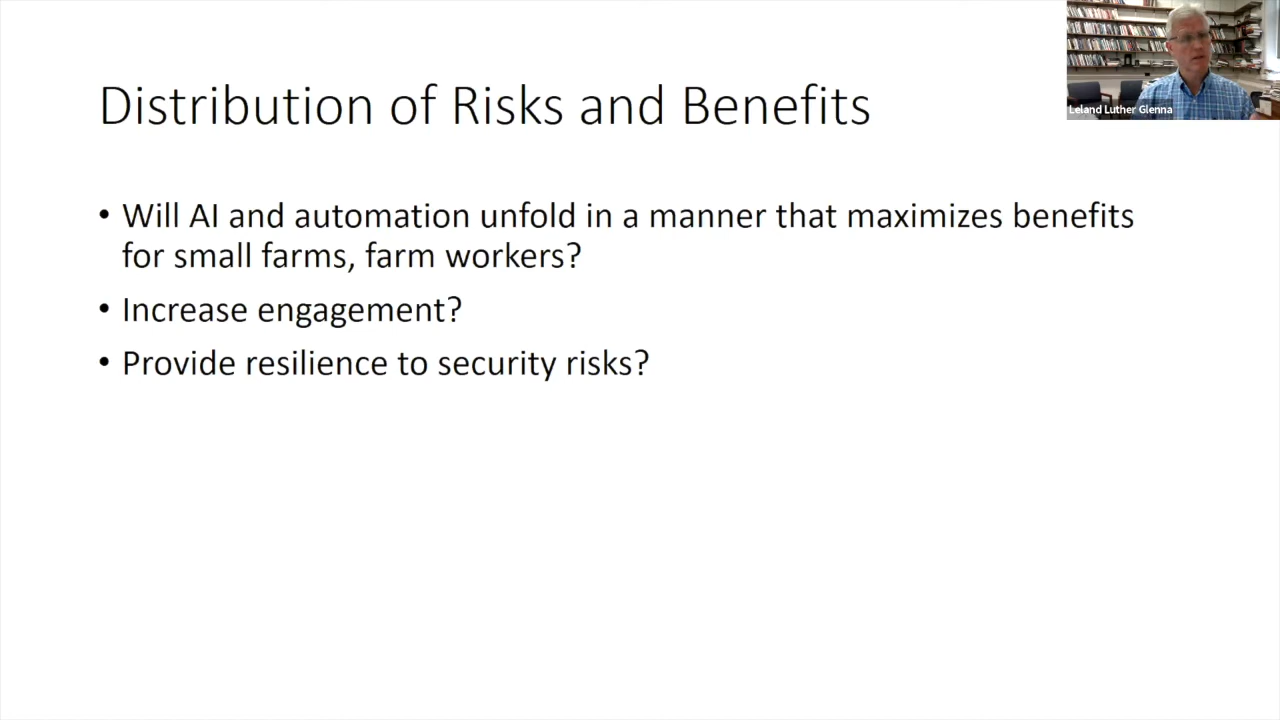 Distribution of Risks and Benefits
Leland Luther Glenna
• Will AI and automation unfold in a manner that maximizes benefits
for small farms, farm workers?
• Increase engagement?
• Provide resilience to security risks?